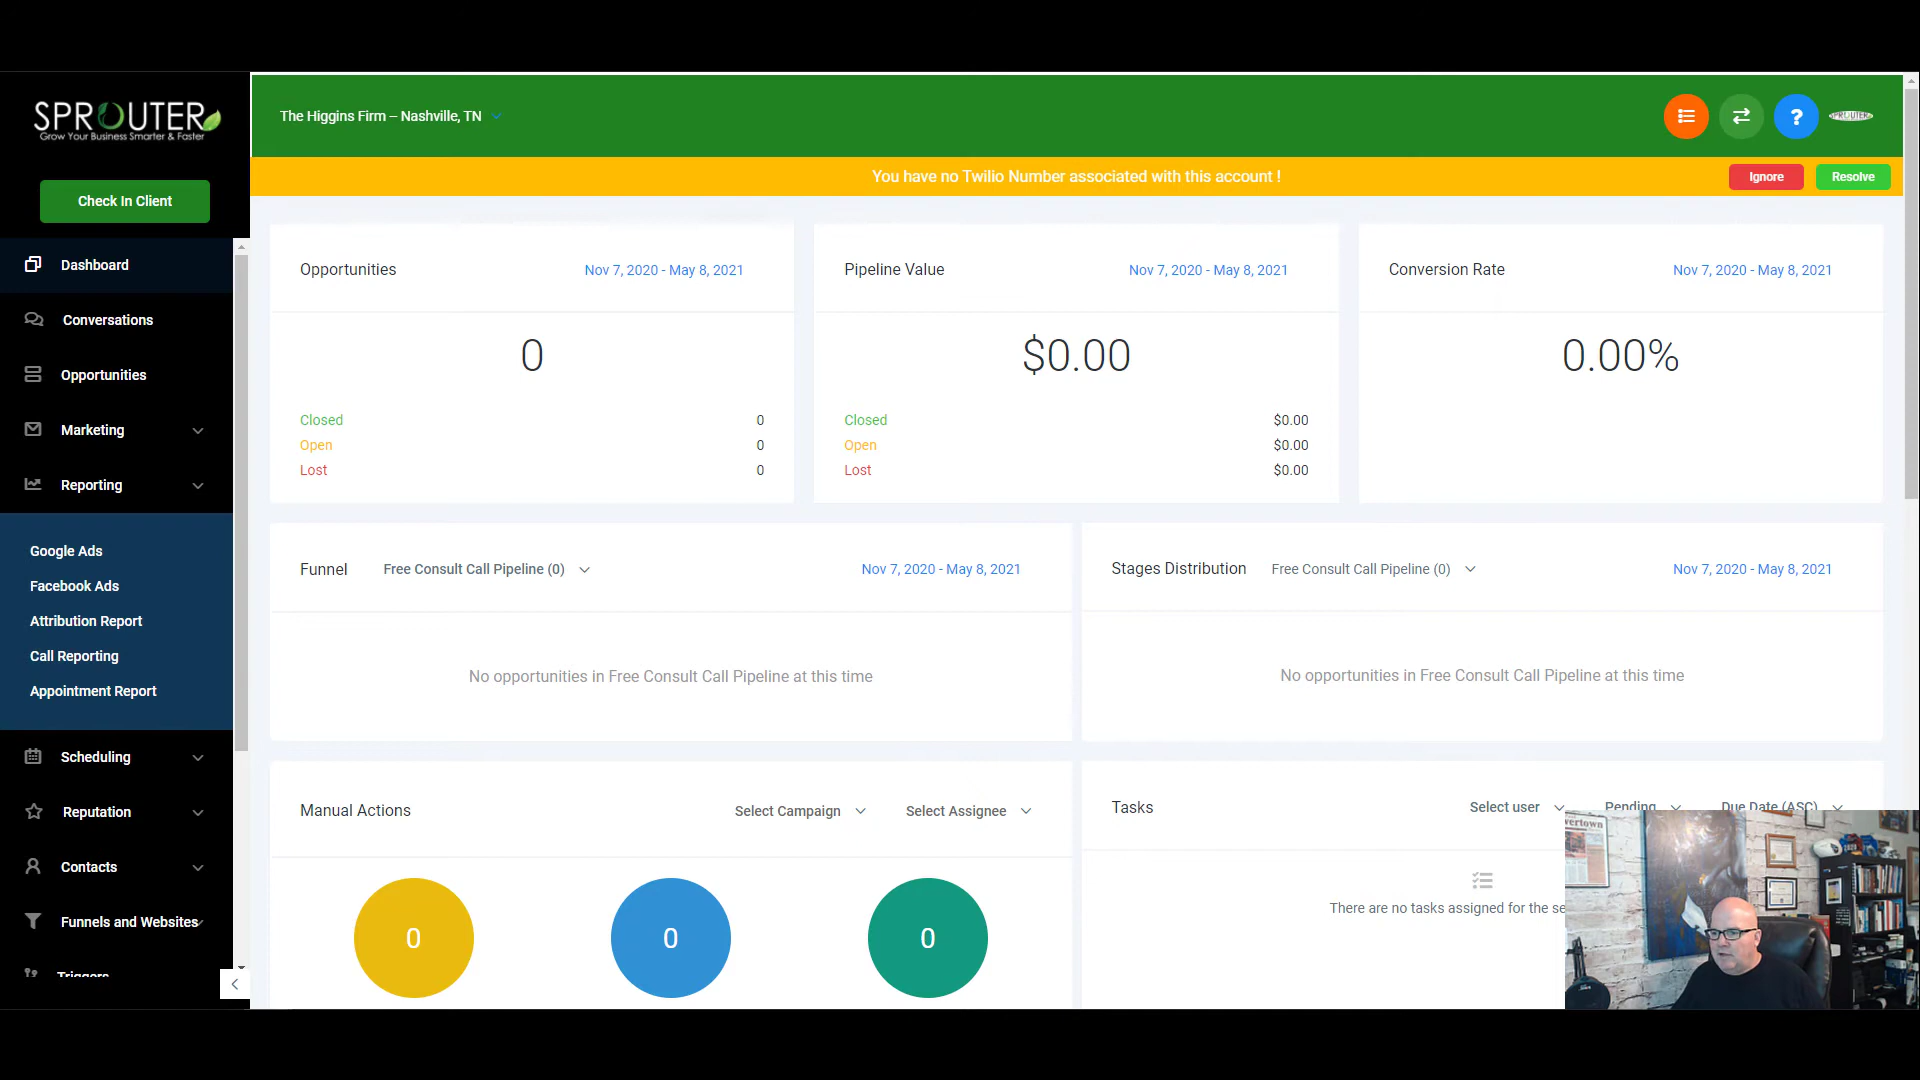 SPROUTER
Grow Your Business Smarter & Faster
Check In Client
Dashboard
Conversations
Opportunities
Marketing
Reporting
Google Ads
Facebook Ads
Attribution Report
Call Reporting
Appointment Report
Scheduling
Reputation
Contacts
Funnels and Websites
Triggers
The Higgins Firm – Nashville, TN
?
SPROUTER
You have no Twilio Number associated with this account !
Ignore
Resolve
Opportunities
Nov 7, 2020 - May 8, 2021
0
Closed 0
Open 0
Lost 0
Pipeline Value
Nov 7, 2020 - May 8, 2021
$0.00
Closed $0.00
Open $0.00
Lost $0.00
Conversion Rate
Nov 7, 2020 - May 8, 2021
0.00%
Funnel
Free Consult Call Pipeline (0)
Nov 7, 2020 - May 8, 2021
No opportunities in Free Consult Call Pipeline at this time
Stages Distribution
Free Consult Call Pipeline (0)
Nov 7, 2020 - May 8, 2021
No opportunities in Free Consult Call Pipeline at this time
Manual Actions
Select Campaign
Select Assignee
0
0
0
Tasks
Select user
Pending
Due Date (ASC)
There are no tasks assigned for the se